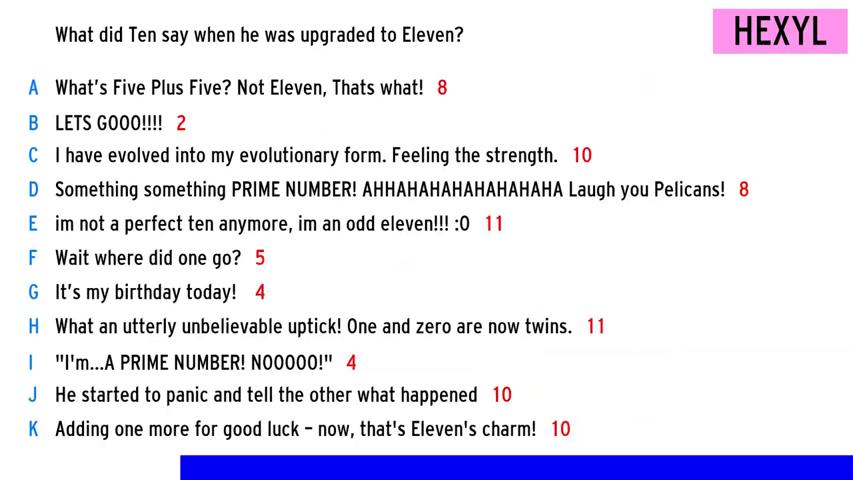 What did Ten say when he was upgraded to Eleven?
HEXYL
A What's Five Plus Five? Not Eleven, Thats what! 8
B LETS GOOO!!!! 2
C I have evolved into my evolutionary form. Feeling the strength. 10
D Something something PRIME NUMBER! AHHAHAHAHAHAHAHAHA Laugh you Pelicans! 8
E im not a perfect ten anymore, im an odd eleven!!! :0 11
F Wait where did one go? 5
G It's my birthday today! 4
H What an utterly unbelievable uptick! One and zero are now twins. 11
I "I'm...A PRIME NUMBER! NOOOOO!" 4
J He started to panic and tell the other what happened 10
K Adding one more for good luck – now, that's Eleven's charm! 10